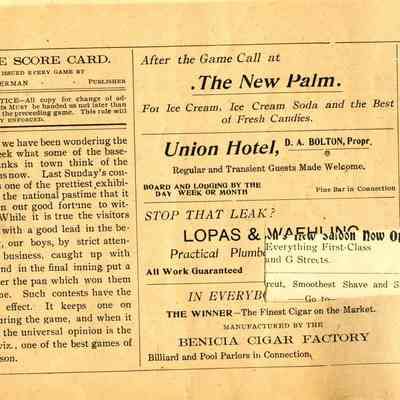 E SCORE CARD.
ISSUED EVERY GAME BY
ERMAN · PUBLISHER
TICE—All copy for change of ad-
MUST be handed us not later than
the preceeding game. This rule will
ENFORCED.
we have been wondering the
eek what some of the base-
anks in town think of the
us now. Last Sunday's con-
s one of the prettiest exhibi-
the national pastime that it
n our good fortune to wit-
While it is true the visitors
with a good lead in the be-
g, our boys, by strict atten-
business, caught up with
nd in the final inning put a
er the pan which won them
me. Such contests have the
effect. It keeps one on
uring the game, and when it
the universal opinion is the
viz., one of the best games of
son.
After the Game Call at
.The New Palm.
For Ice Cream, Ice Cream Soda and the Best
of Fresh Candies.
Union Hotel, D. A. BOLTON, Propr.
Regular and Transient Guests Made Welcome.
BOARD AND LODGING BY THE
DAY WEEK OR MONTH
Fine Bar in Connection
STOP THAT LEAK?
LOPAS &
Practical Plumbe
All Work Guaranteed
new saloon Now Op
Everything First-Class
and G Streets.
rcut, Smoothest Shave and S
Go to
IN EVERYBO
THE WINNER—The Finest Cigar on the Market.
MANUFACTURED BY THE
BENICIA CIGAR FACTORY
Billiard and Pool Parlors in Connection.